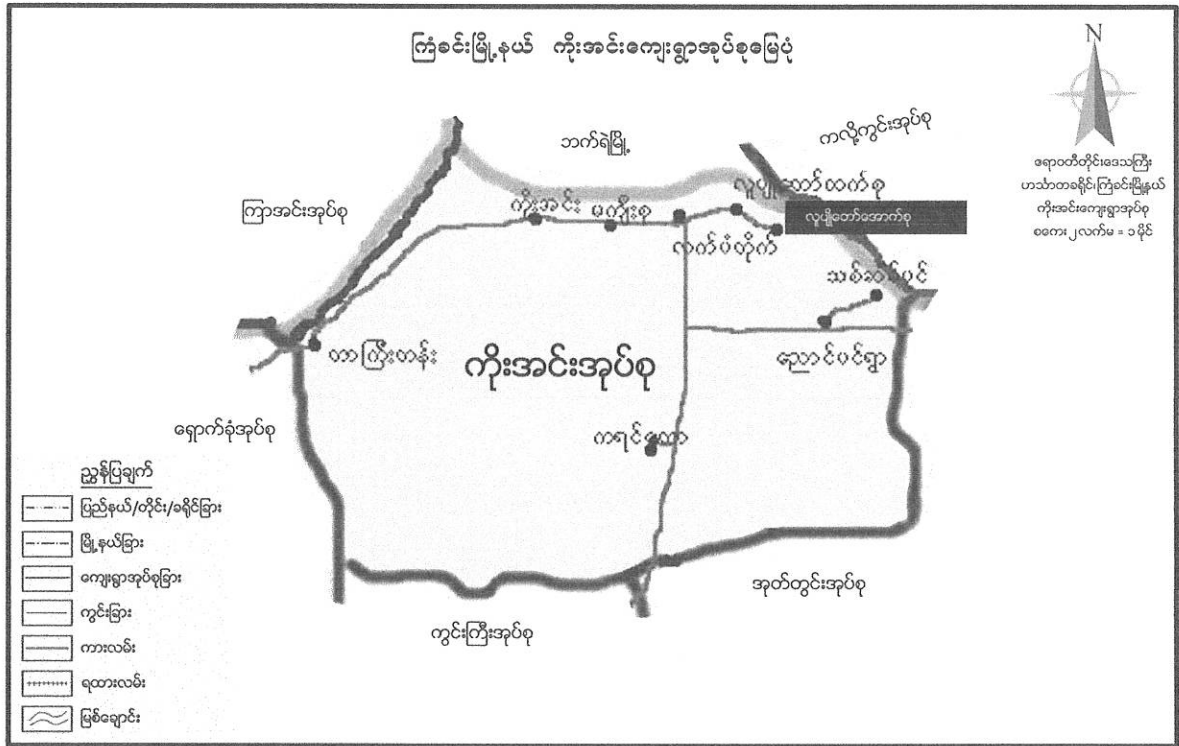 ကြံခင်းမြို့နယ် ကိုးအင်းကျေးရွာအုပ်စုမြေပုံ
N
ကလို့ကွင်းအုပ်စု
ဘက်ရဲမြို့
ဧရာဝတီတိုင်းဒေသကြီး
ဟင်္သာတခရိုင်၊ကြံခင်းမြို့နယ်
ကိုးအင်းကျေးရွာအုပ်စု
စကေး၂လက်မ = ၁မိုင်
လူပျိုတော်ထက်စု
ကြာအင်းအုပ်စု
ကိုးအင်း
မကျီးစု
လူပျိုတော်အောက်စု
လက်ပံတိုက်
သစ်ဆိမ့်ပင်
တာကြီးတန်း
ကိုးအင်းအုပ်စု
ညောင်ပင်ရွာ
ရှောက်ခုံအုပ်စု
ညွှန်ပြချက်
ပြည်နယ်/တိုင်း/ခရိုင်ခြား
မြို့နယ်ခြား
ကျေးရွာအုပ်စုခြား
ကွင်းခြား
ကားလမ်း
ရထားလမ်း
မြစ်ချောင်း
အုတ်တွင်းအုပ်စု
ကွင်းကြီးအုပ်စု